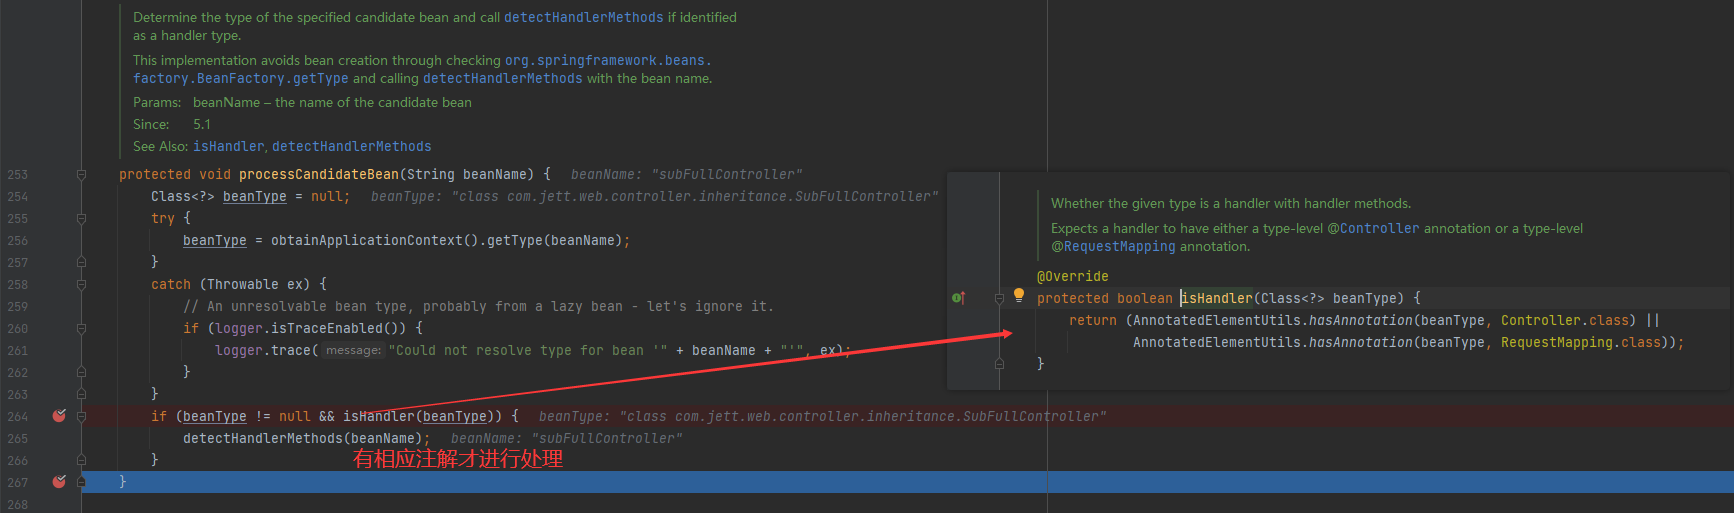 Determine the type of the specified candidate bean and call detectHandlerMethods if identified
as a handler type.
This implementation avoids bean creation through checking org.springframework.beans.
factory.BeanFactory.getType and calling detectHandlerMethods with the bean name.
Params: beanName – the name of the candidate bean
Since: 5.1
See Also: isHandler, detectHandlerMethods
253 protected void processCandidateBean(String beanName) { beanName: "subFullController"
254 Class<?> beanType = null; beanType: "class com.jett.web.controller.inheritance.SubFullController"
255 try {
256 beanType = obtainApplicationContext().getType(beanName);
257 }
258 catch (Throwable ex) {
259 // An unresolvable bean type, probably from a lazy bean - let's ignore it.
260 if (logger.isTraceEnabled()) {
261 logger.trace( message: "Could not resolve type for bean '" + beanName + "'", ex);
262 }
263 }
264 if (beanType != null && isHandler(beanType)) { beanType: "class com.jett.web.controller.inheritance.SubFullController"
265 detectHandlerMethods(beanName); beanName: "subFullController"
266 }
有相应注解才进行处理
267 }
268
Whether the given type is a handler with handler methods.
Expects a handler to have either a type-level @Controller annotation or a type-level
@RequestMapping annotation.
@Override
protected boolean isHandler(Class<?> beanType) {
return (AnnotatedElementUtils.hasAnnotation(beanType, Controller.class) ||
AnnotatedElementUtils.hasAnnotation(beanType, RequestMapping.class));
}